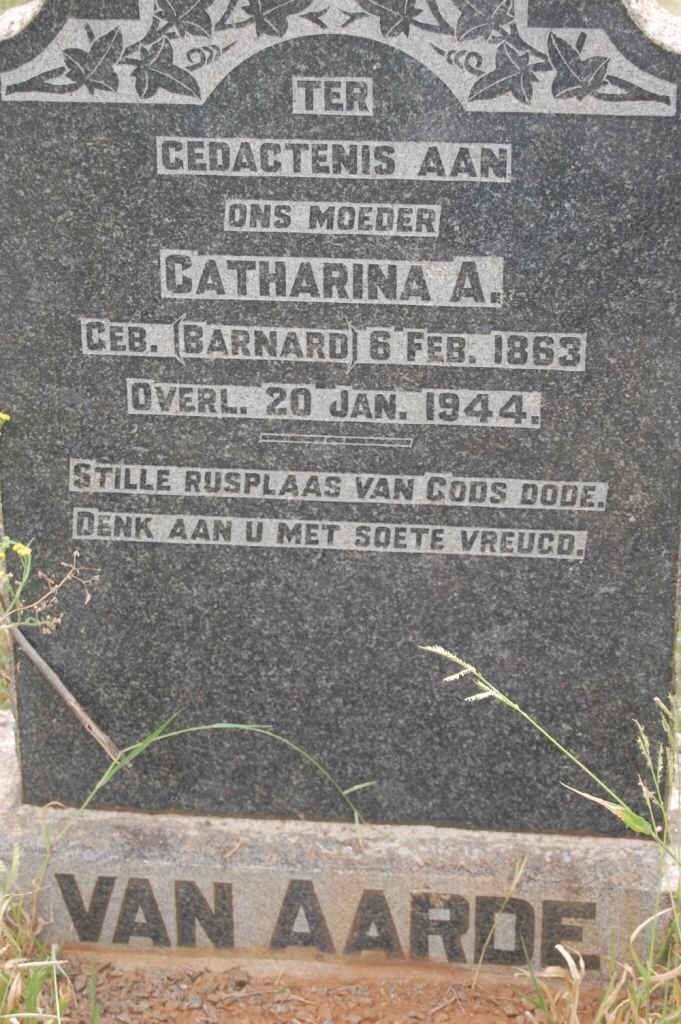 TER
GEDACTENIS AAN
ONS MOEDER
CATHARINA A.
GEB. (BARNARD) 6 FEB. 1863
OVERL. 20 JAN. 1944.
STILLE RUSPLAAS VAN GODS DODE.
DENK AAN U MET SOETE VREUGD.
VAN AARDE